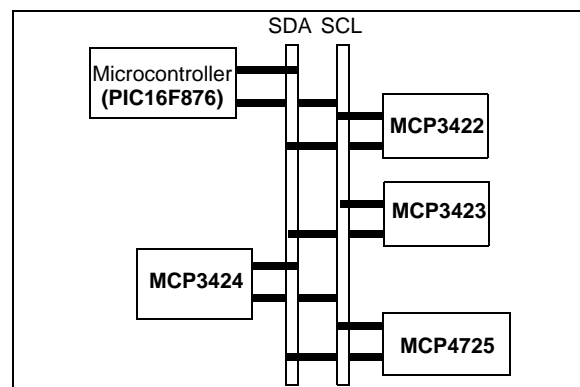 SDA SCL
Microcontroller
(PIC16F876)
MCP3422
MCP3423
MCP3424
MCP4725